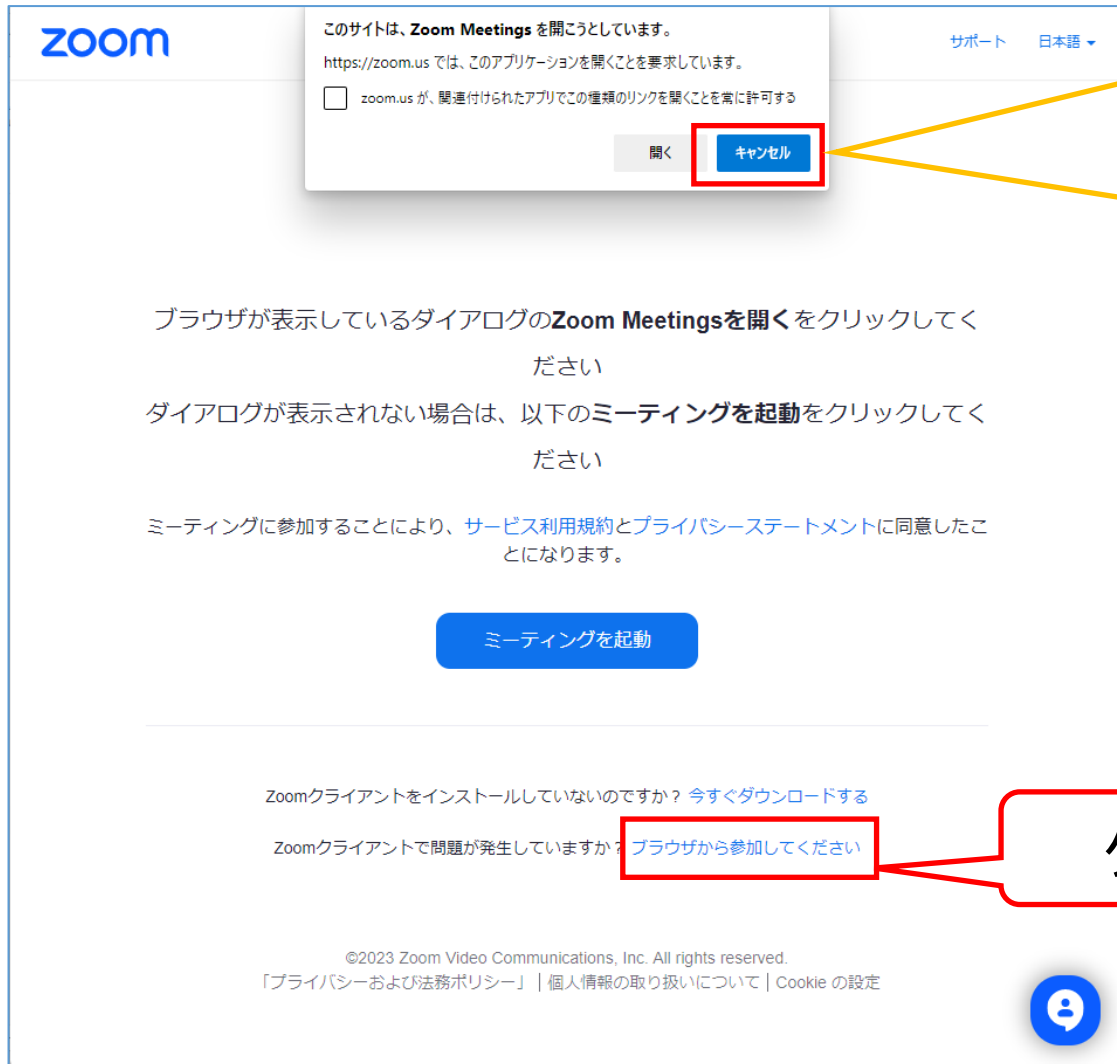 zoom
このサイトは、Zoom Meetings を開こうとしています。
https://zoom.us では、このアプリケーションを開くことを要求しています。
zoom.us が、関連付けられたアプリでこの種類のリンクを開くことを常に許可する
開く キャンセル
サポート 日本語
ブラウザが表示しているダイアログのZoom Meetingsを開くをクリックしてく
ださい
ダイアログが表示されない場合は、以下のミーティングを起動をクリックしてく
ださい
ミーティングに参加することにより、サービス利用規約とプライバシーステートメントに同意したこ
とになります。
ミーティングを起動
Zoomクライアントをインストールしていないのですか？ 今すぐダウンロードする
Zoomクライアントで問題が発生していますか？ ブラウザから参加してください
©2023 Zoom Video Communications, Inc. All rights reserved.
「プライバシーおよび法務ポリシー」 | 個人情報の取り扱いについて | Cookie の設定